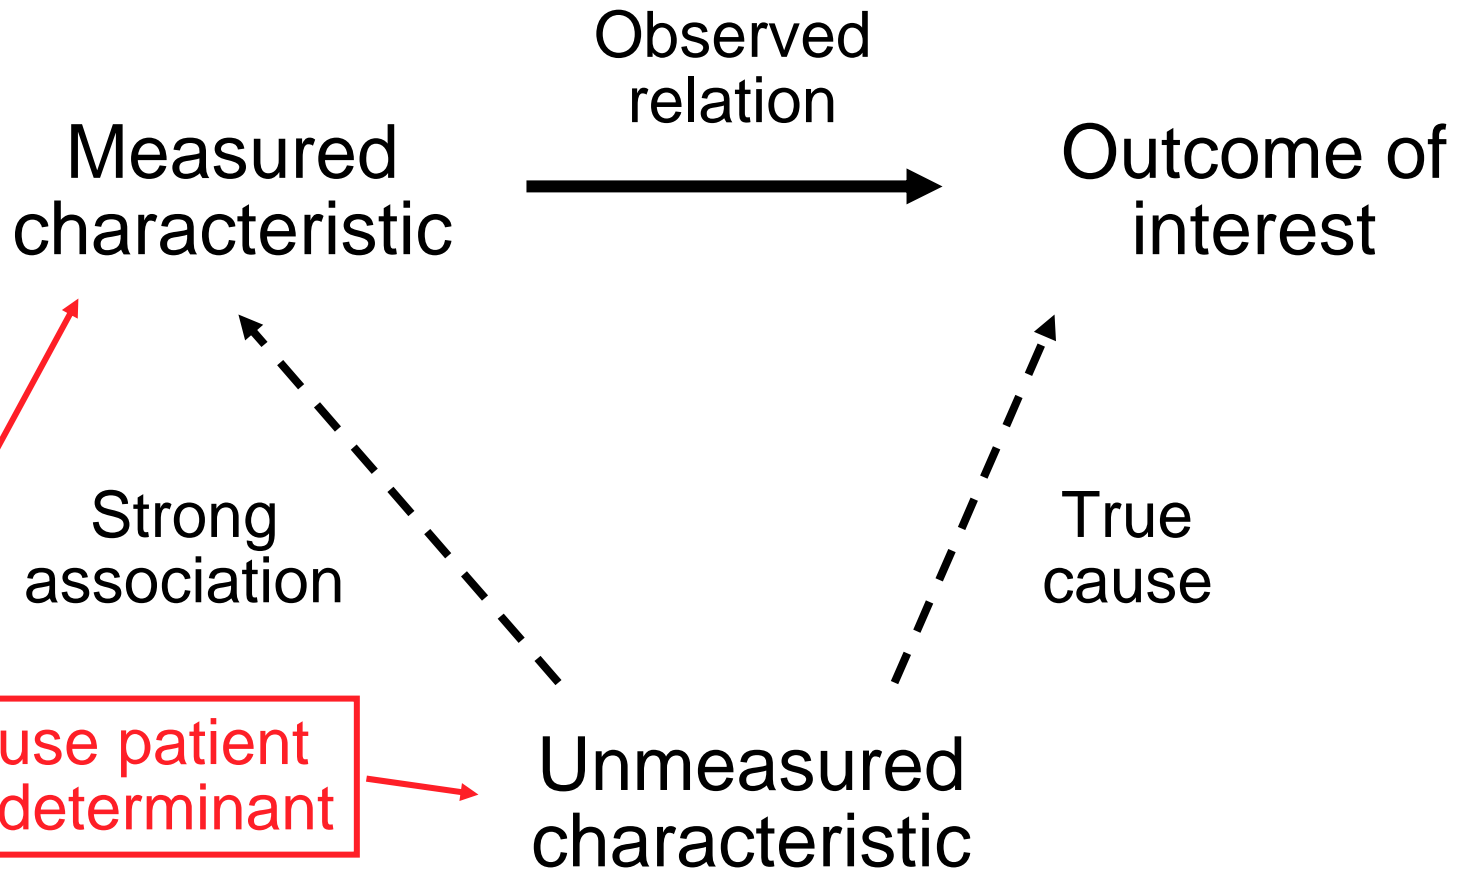 Observed
relation
Measured
characteristic
Outcome of
interest
Strong
association
True
cause
use patient
determinant
Unmeasured
characteristic